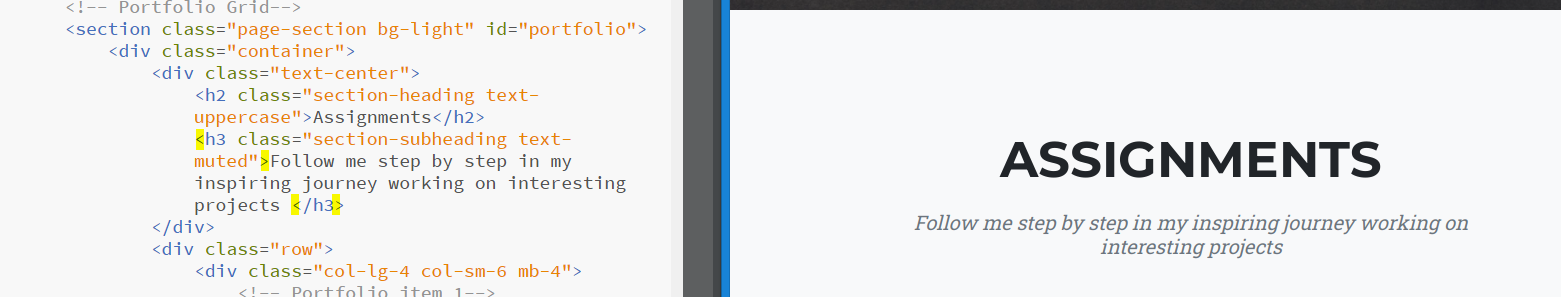 <!-- Portfolio Grid-->
<section class="page-section bg-light" id="portfolio">
<div class="container">
<div class="text-center">
<h2 class="section-heading text-
uppercase">Assignments</h2>
<h3 class="section-subheading text-
muted">Follow me step by step in my
inspiring journey working on interesting
projects </h3>
</div>
<div class="row">
<div class="col-lg-4 col-sm-6 mb-4">
<!-- Portfolio item 1-->
ASSIGNMENTS
Follow me step by step in my inspiring journey working on
interesting projects